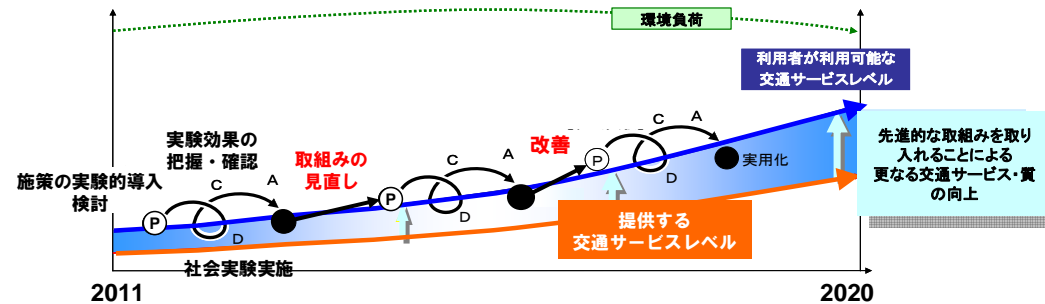 環境負荷
利用者が利用可能な
交通サービスレベル
実験効果の
把握・確認
取組みの
見直し
改善
施策の実験的導入
検討
P
C
A
D
P
C
A
D
P
C
A
D
実用化
先進的な取組みを取り
入れることによる
更なる交通サービス・質
の向上
提供する
交通サービスレベル
社会実験実施
2011
2020